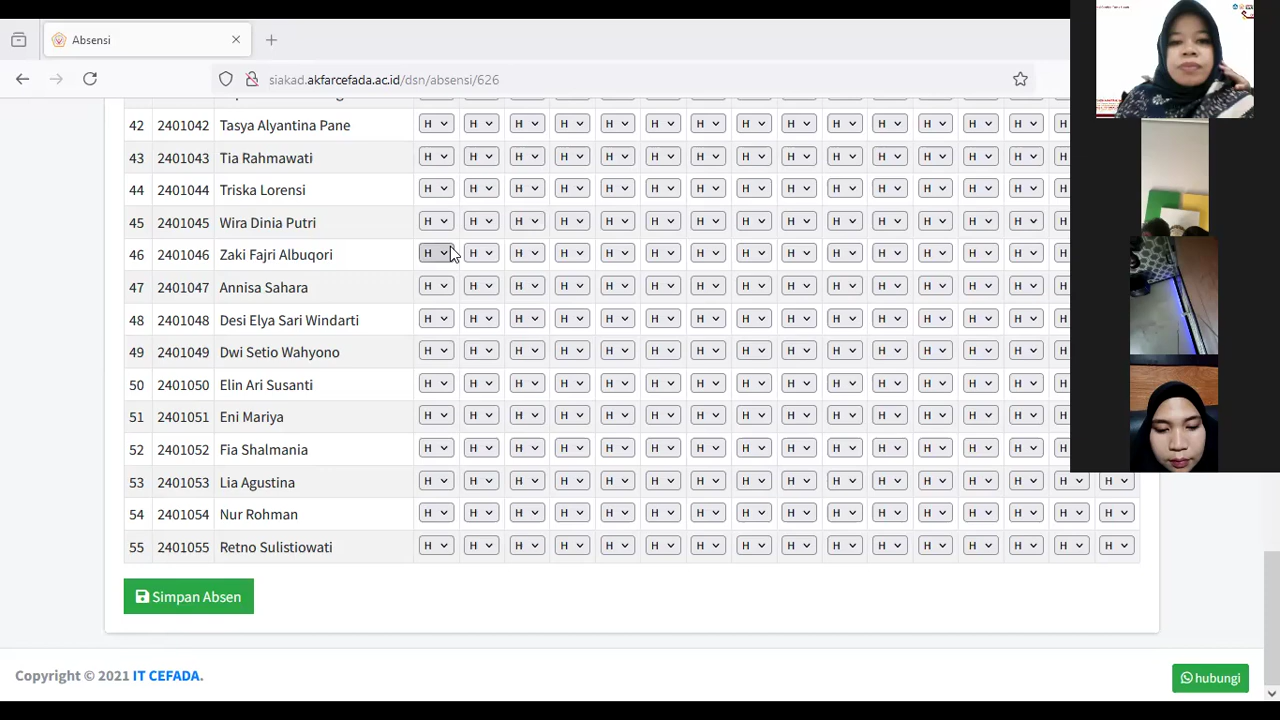 Absensi
siakad.akfarcefada.ac.id/dsn/absensi/626
42 2401042 Tasya Alyantina Pane H H H H H H H H H H H H H H H
43 2401043 Tia Rahmawati H H H H H H H H H H H H H H H
44 2401044 Triska Lorensi H H H H H H H H H H H H H H H
45 2401045 Wira Dinia Putri H H H H H H H H H H H H H H H
46 2401046 Zaki Fajri Albuqori H H H H H H H H H H H H H H H
47 2401047 Annisa Sahara H H H H H H H H H H H H H H H
48 2401048 Desi Elya Sari Windarti H H H H H H H H H H H H H H H
49 2401049 Dwi Setio Wahyono H H H H H H H H H H H H H H H
50 2401050 Elin Ari Susanti H H H H H H H H H H H H H H H
51 2401051 Eni Mariya H H H H H H H H H H H H H H H
52 2401052 Fia Shalmania H H H H H H H H H H H H H H H
53 2401053 Lia Agustina H H H H H H H H H H H H H H H H
54 2401054 Nur Rohman H H H H H H H H H H H H H H H H
55 2401055 Retno Sulistiowati H H H H H H H H H H H H H H H H
Simpan Absen
Copyright © 2021 IT CEFADA.
hubungi